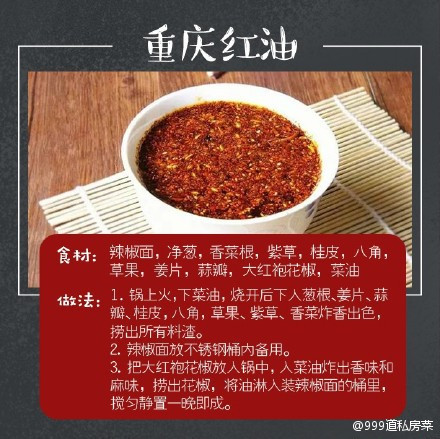 重庆红油
食材：辣椒面，净葱，香菜根，紫草，桂皮，八角，
草果，姜片，蒜瓣，大红袍花椒，菜油
做法：1. 锅上火，下菜油，烧开后下入葱根、姜片、蒜
瓣、桂皮，八角，草果、紫草、香菜炸香出色，
捞出所有料渣。
2. 辣椒面放不锈钢桶内备用。
3. 把大红袍花椒放入锅中，入菜油炸出香味和
麻味，捞出花椒，将油淋入装辣椒面的桶里，
搅匀静置一晚即成。
@999道私房菜